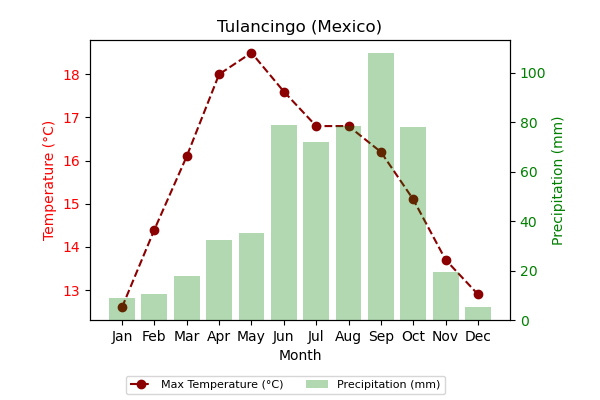 Tulancingo (Mexico)
Temperature (°C)
18
17
16
15
14
13
100
80
60
40
20
0
Precipitation (mm)
Jan Feb Mar Apr May Jun Jul Aug Sep Oct Nov Dec
Month
Max Temperature (°C) Precipitation (mm)